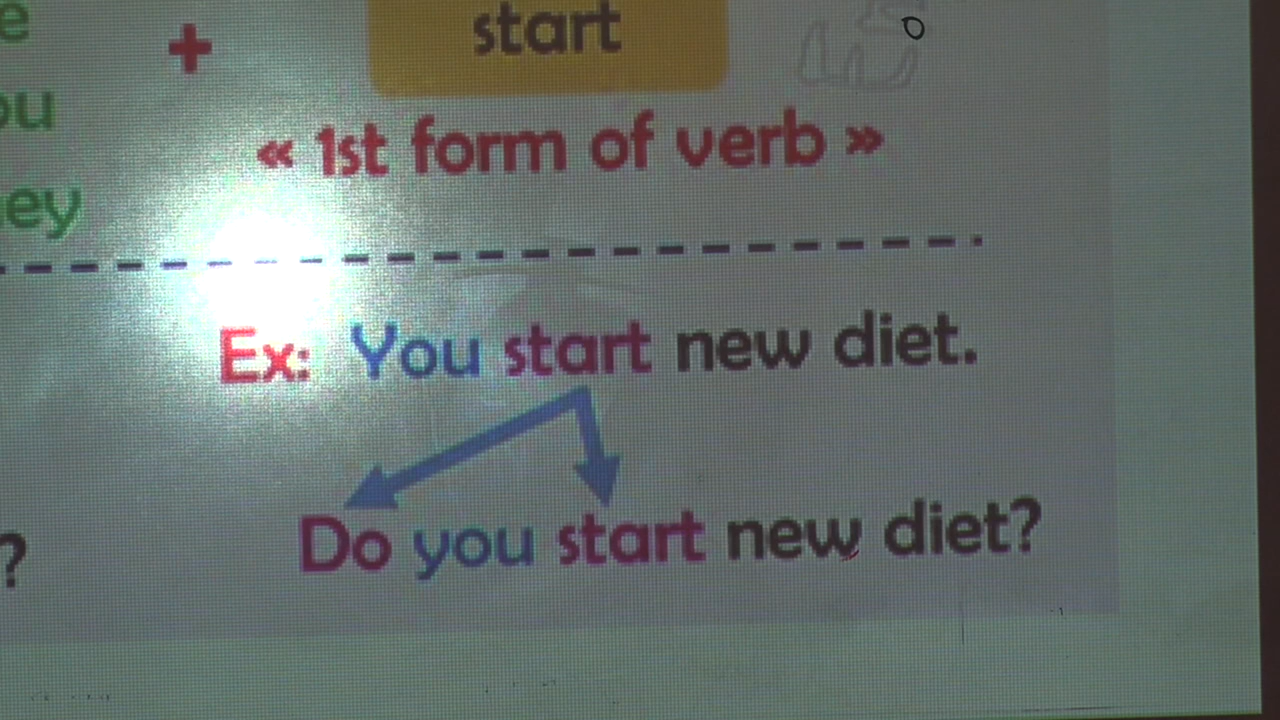 + start
« 1st form of verb »
Ex: You start new diet.
? Do you start new diet?